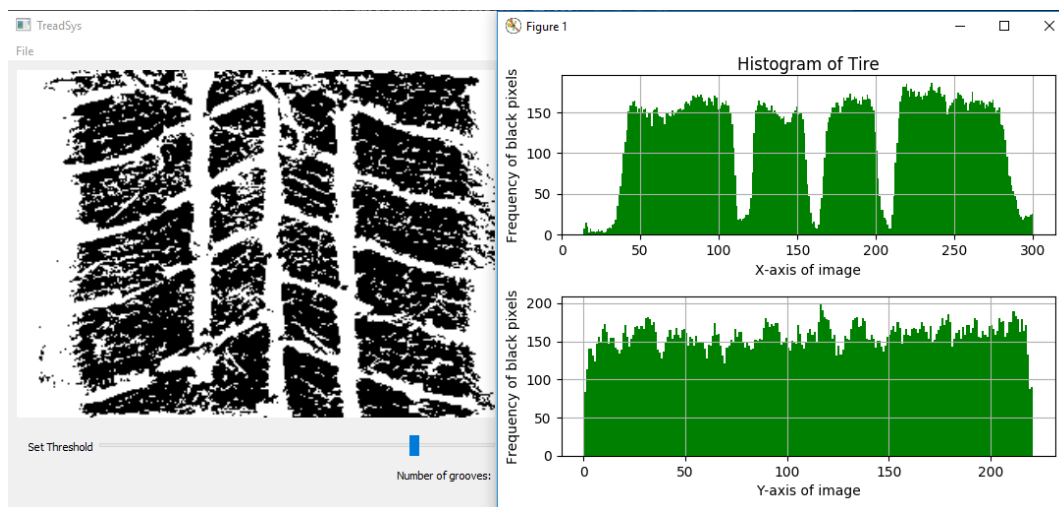 TreadSys
File
Set Threshold
Number of grooves:
Figure 1
Histogram of Tire
Frequency of black pixels
150
100
50
0
0 50 100 150 200 250 300
X-axis of image
Frequency of black pixels
200
150
100
50
0
0 50 100 150 200
Y-axis of image